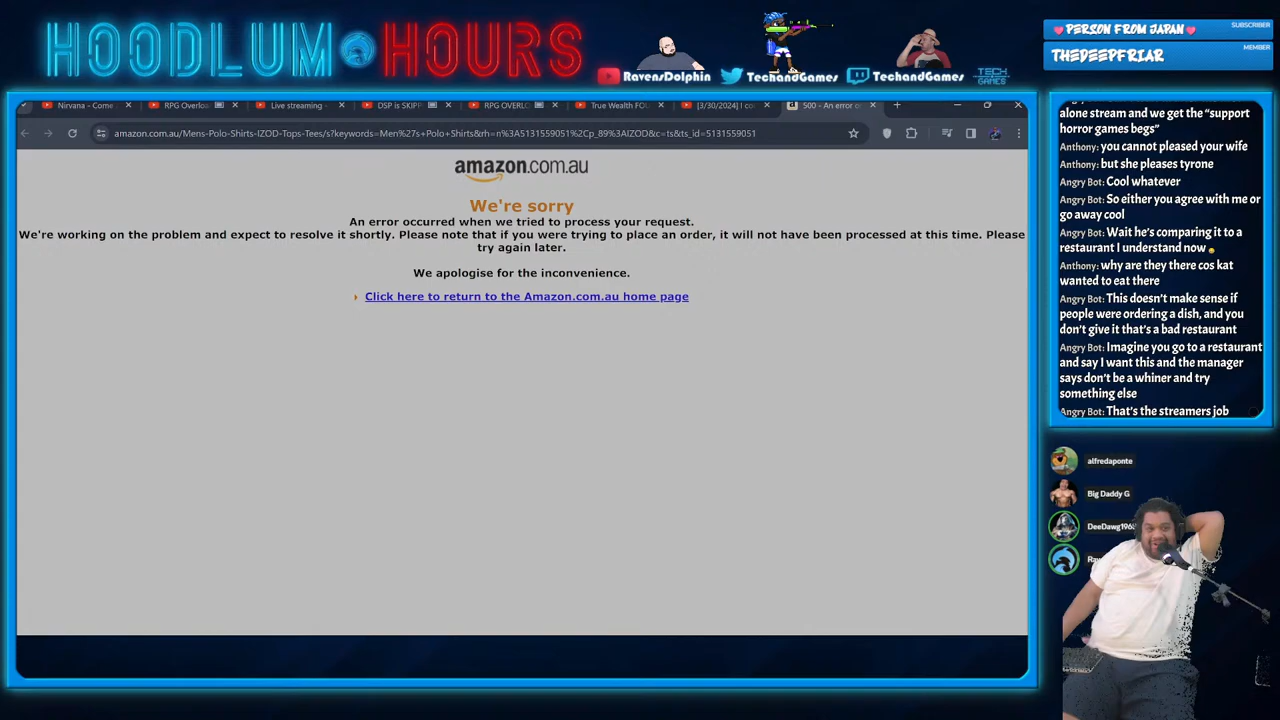 HOODLUM HOURS
RavensDolphin
TechandGames
TechandGames
TECH
GAMES
PERSON FROM JAPAN
SUBSCRIBER
THEDEEPFRIAR
MEMBER
Nirvana - Come
RPG Overloa
Live streaming -
DSP is SKIPP
RPG OVERLO
True Wealth FOU
[3/30/2024] I co
500 - An error o
amazon.com.au/Mens-Polo-Shirts-IZOD-Tops-Tees/s?keywords=Men%27s+Polo+Shirts&rh=n%3A5131559051%2Cp_89%3AIZOD&c=ts&ts_id=5131559051
amazon.com.au
We're sorry
An error occurred when we tried to process your request.
We're working on the problem and expect to resolve it shortly. Please note that if you were trying to place an order, it will not have been processed at this time. Please
try again later.
We apologise for the inconvenience.
Click here to return to the Amazon.com.au home page
alone stream and we get the "support
horror games begs"
Anthony: you cannot pleased your wife
Anthony: but she pleases tyrone
Angry Bot: Cool whatever
Angry Bot: So either you agree with me or
go away cool
Angry Bot: Wait he's comparing it to a
restaurant I understand now
Anthony: why are they there cos kat
wanted to eat there
Angry Bot: This doesn't make sense if
people were ordering a dish, and you
don't give it that's a bad restaurant
Angry Bot: Imagine you go to a restaurant
and say I want this and the manager
says don't be a whiner and try
something else
Angry Bot: That's the streamers job
alfredaponte
Big Daddy G